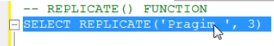 -- REPLICATE() FUNCTION
SELECT REPLICATE('Pragim ', 3)